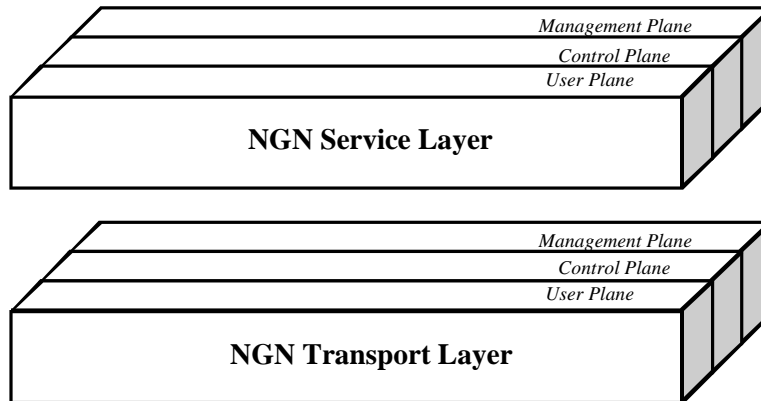 Management Plane
Control Plane
User Plane
NGN Service Layer
Management Plane
Control Plane
User Plane
NGN Transport Layer